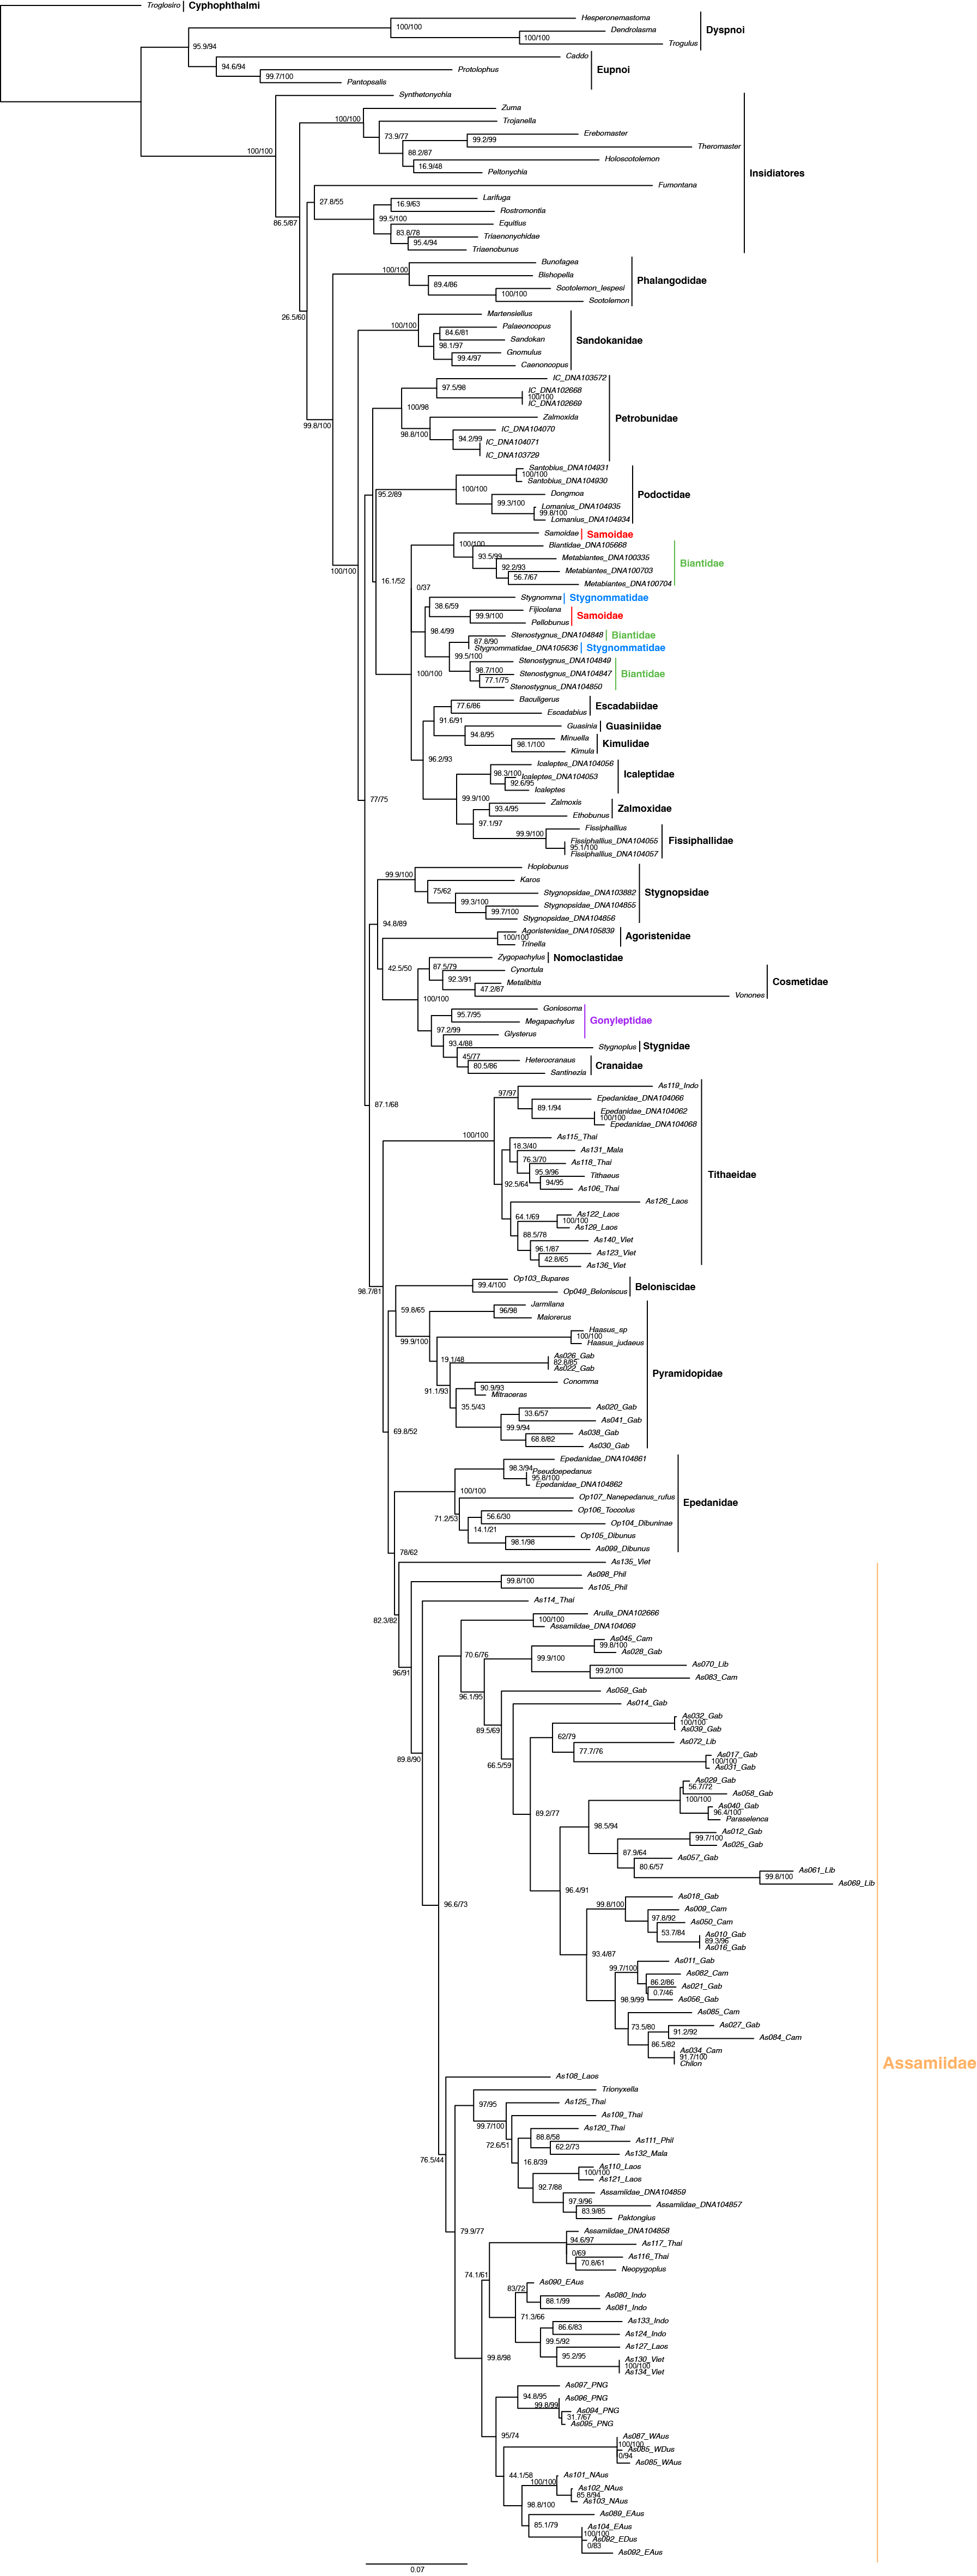 Troglosiro
Cyphophthalmi
Hesperonemastoma
100/100
Dendrolasma
Dyspnoi
100/100
Trogulus
95.9/94
Caddo
94.6/94
Protolophus
Eupnoi
99.7/100
Pantopsalis
Synthetonychia
Zuma
100/100
Trojanella
73.9/77
Erebomaster
99.2/99
Theromaster
100/100
88.2/87
Holoscotolemon
16.9/48
Peltonychia
Insidiatores
Fumontana
27.8/55
Larifuga
16.9/63
Rostromontia
99.5/100
Equitius
86.5/87
83.8/78
Triaenonychidae
95.4/94
Triaenobunus
Bunofagea
100/100
Bishopella
Phalangodidae
89.4/86
Scotolemon_lespesi
100/100
Scotolemon
Martensiellus
26.5/60
100/100
Palaeoncopus
84.6/81
Sandokan
Sandokanidae
98.1/97
Gnomulus
99.4/97
Caenoncopus
IC_DNA103572
97.5/98
IC_DNA102668
100/100
IC_DNA102669
100/98
Zalmoxida
Petrobunidae
99.8/100
98.8/100
IC_DNA104070
94.2/99
IC_DNA104071
IC_DNA103729
Santobius_DNA104931
100/100
Santobius_DNA104930
100/100
95.2/89
Dongmoa
Podoctidae
99.3/100
Lomanius_DNA104935
99.8/100
Lomanius_DNA104934
Samoidae
Samoidae
100/100
Biantidae_DNA105668
93.5/99
Metabiantes_DNA100335
Biantidae
92.2/93
Metabiantes_DNA100703
100/100
56.7/67
Metabiantes_DNA100704
16.1/52
0/37
Stygnomma
Stygnommatidae
38.6/59
Fijicolana
Samoidae
99.9/100
Pellobunus
98.4/99
Stenostygnus_DNA104848
Biantidae
87.8/90
Stygnommatidae_DNA105636
Stygnommatidae
99.5/100
Stenostygnus_DNA104849
98.7/100
Stenostygnus_DNA104847
Biantidae
100/100
77.1/75
Stenostygnus_DNA104850
Baculigerus
77.6/86
Escadabiidae
Escadabius
91.6/91
Guasinia
Guasiniidae
94.8/95
Minuella
98.1/100
Kimulidae
Kimula
96.2/93
Icaleptes_DNA104056
98.3/100
Icaleptes_DNA104053
Icaleptidae
92.6/95
Icaleptes
99.9/100
77/75
Zalmoxis
93.4/95
Zalmoxidae
Ethobunus
97.1/97
Fissiphallius
99.9/100
Fissiphallius_DNA104055
Fissiphallidae
95.1/100
Fissiphallius_DNA104057
Hoplobunus
99.9/100
Karos
75/62
Stygnopsidae_DNA103882
Stygnopsidae
99.3/100
Stygnopsidae_DNA104855
99.7/100
Stygnopsidae_DNA104856
94.8/89
Agoristenidae_DNA105839
Agoristenidae
100/100
Trinella
Zygopachylus
Nomoclastidae
42.5/50
87.5/79
Cynortula
92.3/91
Metalibitia
Cosmetidae
47.2/87
Vonones
100/100
Goniosoma
95.7/95
Megapachylus
Gonyleptidae
97.2/99
Glysterus
93.4/88
Stygnoplus
Stygnidae
45/77
Heterocranaus
Cranaidae
80.5/86
Santinezia
As119_Indo
97/97
Epedanidae_DNA104066
87.1/68
89.1/94
Epedanidae_DNA104062
100/100
Epedanidae_DNA104068
100/100
As115_Thai
18.3/40
As131_Mala
76.3/70
As118_Thai
95.9/96
Tithaeus
Tithaeidae
92.5/64
94/95
As106_Thai
As126_Laos
64.1/69
As122_Laos
100/100
As129_Laos
88.5/78
As140_Viet
96.1/87
As123_Viet
42.8/65
As136_Viet
Op103_Bupares
99.4/100
Beloniscidae
98.7/81
Op049_Beloniscus
59.8/65
Jarmilana
96/98
Maiorerus
99.9/100
Haasus_sp
100/100
Haasus_judaeus
19.1/48
As026_Gab
82.8/85
As022_Gab
Pyramidopidae
91.1/93
Conomma
90.9/93
Mitraceras
35.5/43
As020_Gab
33.6/57
As041_Gab
99.9/94
69.8/52
As038_Gab
68.8/82
As030_Gab
Epedanidae_DNA104861
98.3/94
Pseudoepedanus
95.8/100
Epedanidae_DNA104862
100/100
Op107_Nanepedanus_rufus
Epedanidae
71.2/53
Op106_Toccolus
56.6/30
Op104_Dibuninae
14.1/21
Op105_Dibunus
98.1/98
As099_Dibunus
78/62
As135_Viet
As098_Phil
99.8/100
As105_Phil
As114_Thai
82.3/82
Arulla_DNA102666
100/100
Assamiidae_DNA104069
As045_Cam
99.8/100
As028_Gab
70.6/76
99.9/100
As070_Lib
99.2/100
As083_Cam
96/91
As059_Gab
96.1/95
As014_Gab
As032_Gab
100/100
As039_Gab
89.5/69
62/79
As072_Lib
77.7/76
As017_Gab
100/100
As031_Gab
89.8/90
66.5/59
As029_Gab
56.7/72
As058_Gab
100/100
As040_Gab
96.4/100
Paraselenca
89.2/77
98.5/94
As012_Gab
99.7/100
As025_Gab
87.9/64
As057_Gab
80.6/57
As061_Lib
99.8/100
As069_Lib
96.4/91
As018_Gab
99.8/100
As009_Cam
96.6/73
97.8/92
As050_Cam
53.7/84
As010_Gab
89.3/96
As016_Gab
93.4/87
As011_Gab
99.7/100
As082_Cam
86.2/86
As021_Gab
0.7/46
98.9/99
As056_Gab
As085_Cam
73.5/80
As027_Gab
91.2/92
As084_Cam
86.5/82
As034_Cam
91.7/100
Chilon
Assamiidae
As108_Laos
Trionyxella
97/95
As125_Thai
99.7/100
As109_Thai
As120_Thai
72.6/51
88.8/58
As111_Phil
62.2/73
As132_Mala
76.5/44
16.8/39
As110_Laos
100/100
As121_Laos
92.7/88
Assamiidae_DNA104859
97.9/96
Assamiidae_DNA104857
83.9/85
Paktongius
79.9/77
Assamiidae_DNA104858
94.6/97
As117_Thai
0/69
As116_Thai
70.8/61
Neopygoplus
74.1/61
As090_EAus
83/72
As080_Indo
88.1/99
As081_Indo
71.3/66
As133_Indo
86.6/83
As124_Indo
99.5/92
As127_Laos
99.8/98
95.2/95
As130_Viet
100/100
As134_Viet
As097_PNG
94.8/95
As096_PNG
99.8/99
As094_PNG
31.7/67
As095_PNG
95/74
As087_WAus
100/100
As085_WDus
0/94
As085_WAus
44.1/58
As101_NAus
100/100
As102_NAus
85.8/94
As103_NAus
98.8/100
As089_EAus
85.1/79
As104_EAus
100/100
As092_EDus
0/83
As092_EAus
0.07